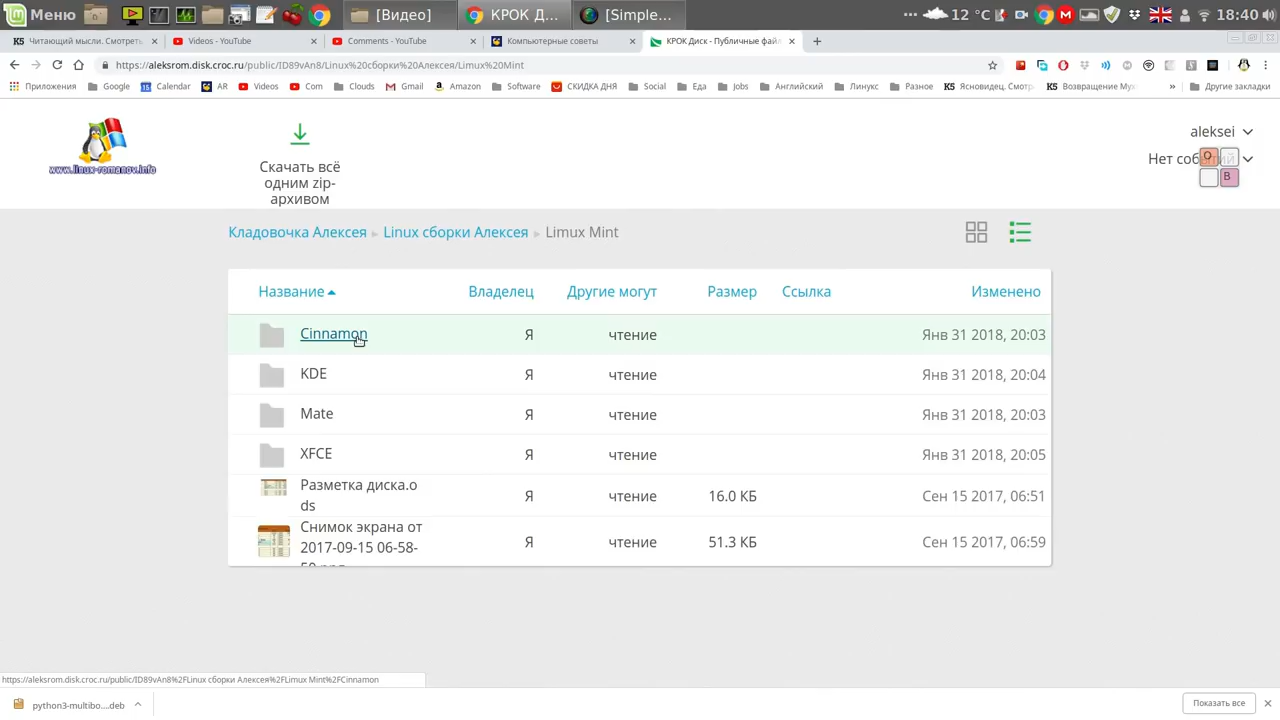 Меню
[Видео]
КРОК Д...
[Simple...
12 °C
18:40
Читающий мысли. Смотреть
Videos - YouTube
Comments - YouTube
Компьютерные советы
КРОК Диск - Публичные фай
https://aleksrom.disk.croc.ru/public/ID89vAn8/Linux%20сборки%20Алексея/Limux%20Mint
Приложения
Google
Calendar
AR
Videos
Com
Clouds
Gmail
Amazon
Software
СКИДКА ДНЯ
Social
Еда
Jobs
Английский
Линукс
Разное
Ясновидец. Смотр
Возвращение Мух
»
Другие закладки
www.linux-romanov.info
Скачать всё
одним zip-
архивом
aleksei
Нет событий
O
B
Кладовочка Алексея ▸ Linux сборки Алексея ▸ Limux Mint
Название Владелец Другие могут Размер Ссылка Изменено
Cinnamon Я чтение Янв 31 2018, 20:03
KDE Я чтение Янв 31 2018, 20:04
Mate Я чтение Янв 31 2018, 20:03
XFCE Я чтение Янв 31 2018, 20:05
Разметка диска.o
ds
Я чтение 16.0 КБ Сен 15 2017, 06:51
Снимок экрана от
2017-09-15 06-58-
Я чтение 51.3 КБ Сен 15 2017, 06:59
https://aleksrom.disk.croc.ru/public/ID89vAn8%2FLinux сборки Алексея%2FLimux Mint%2FCinnamon
python3-multibo....deb
Показать все